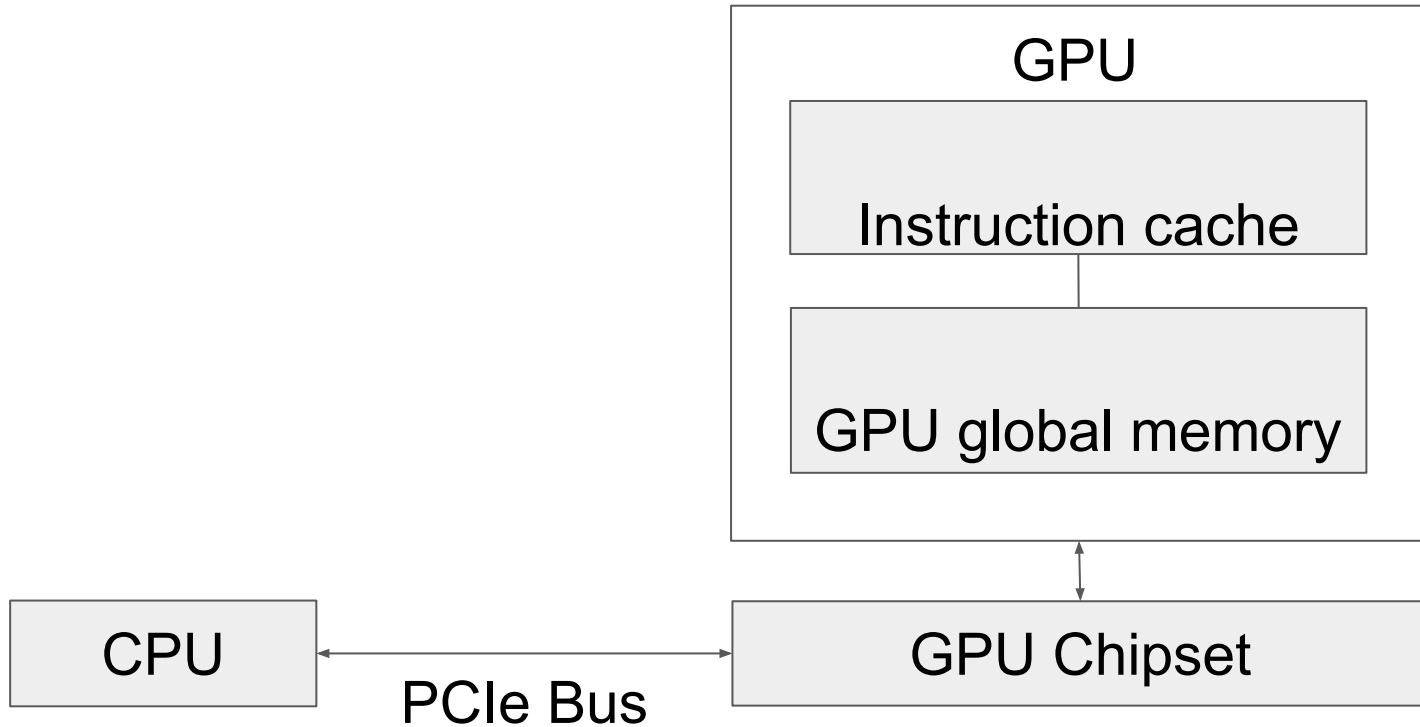 GPU
Instruction cache
GPU global memory
CPU
PCIe Bus
GPU Chipset